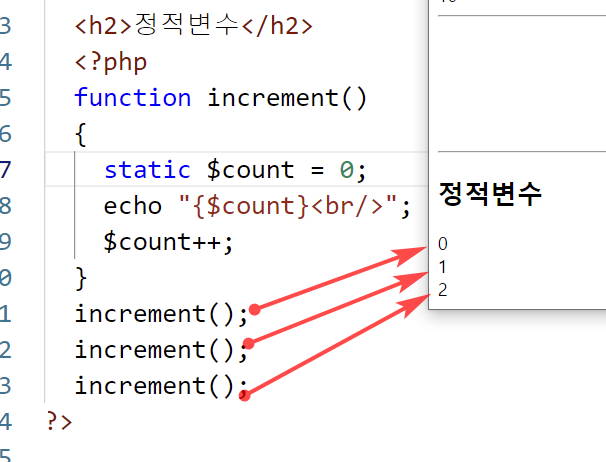 3 <h2>정적변수</h2>
4 <?php
5 function increment()
6 {
7 static $count = 0;
8 echo "{$count}<br/>";
9 $count++;
0 }
1 increment();
2 increment();
3 increment();
4 ?>
5
정적변수
0
1
2